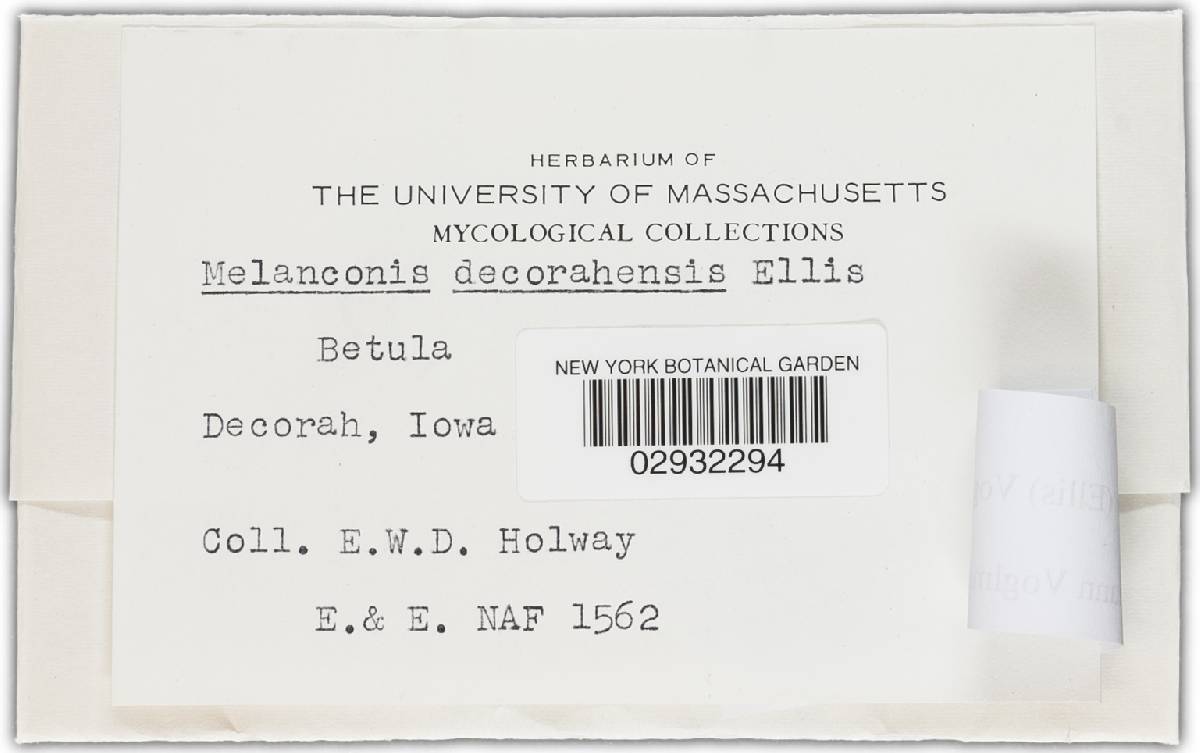 HERBARIUM OF
THE UNIVERSITY OF MASSACHUSETTS
MYCOLOGICAL COLLECTIONS
Melanconis decorahensis Ellis
Betula
NEW YORK BOTANICAL GARDEN
Decorah, Iowa
02932294
Coll. E.W.D. Holway
E.& E. NAF 1562
(Ellis)